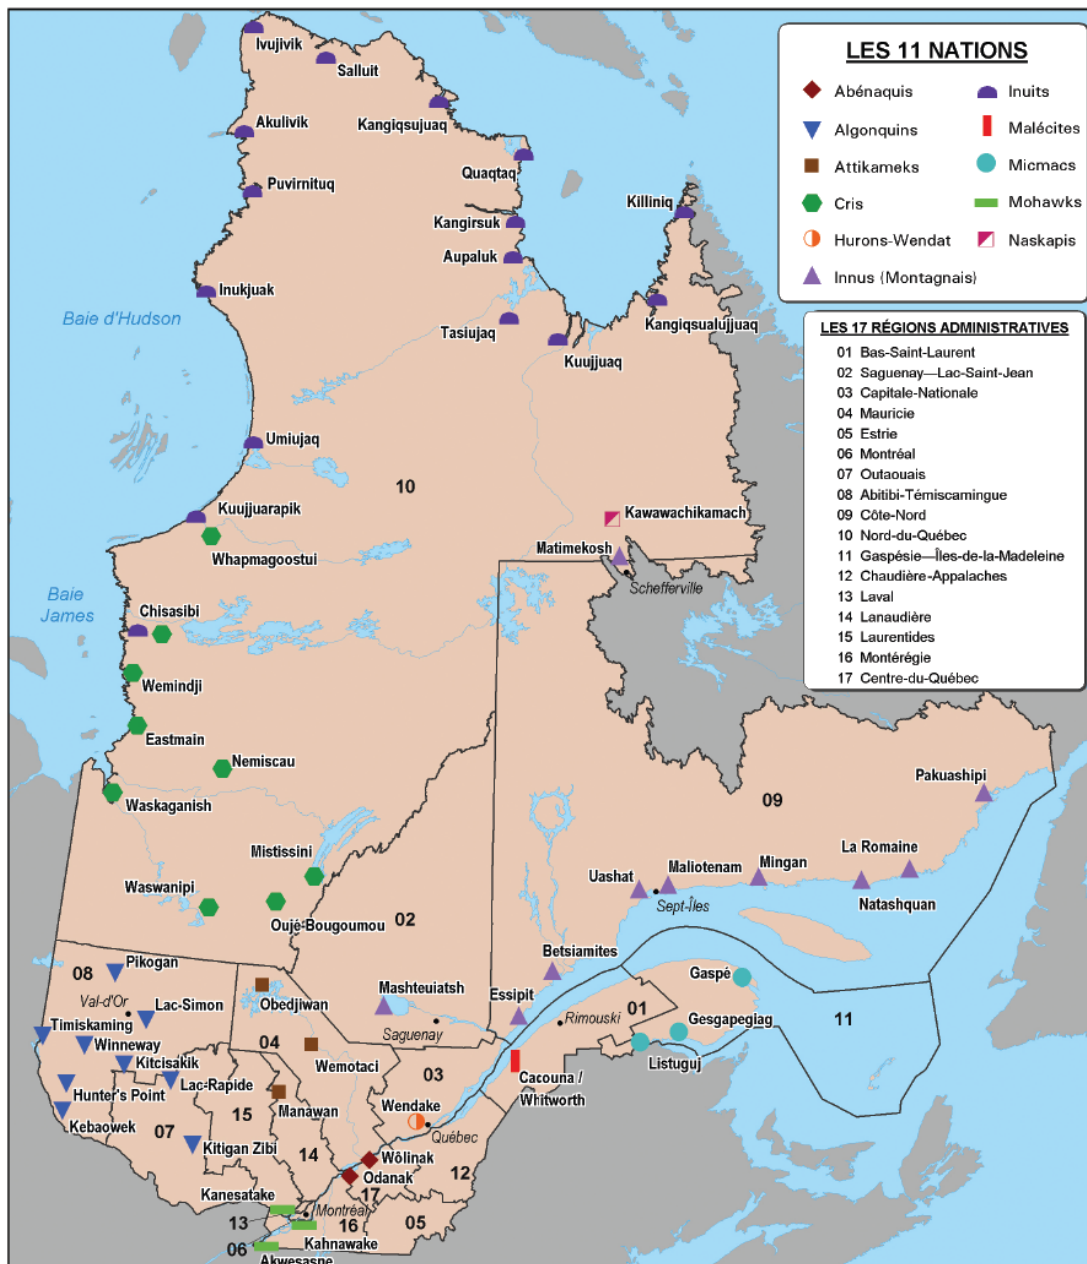 LES 11 NATIONS
Abénaquis
Algonquins
Attikameks
Cris
Hurons-Wendat
Innus (Montagnais)
Inuits
Malécites
Micmacs
Mohawks
Naskapis
LES 17 RÉGIONS ADMINISTRATIVES
01 Bas-Saint-Laurent
02 Saguenay—Lac-Saint-Jean
03 Capitale-Nationale
04 Mauricie
05 Estrie
06 Montréal
07 Outaouais
08 Abitibi-Témiscamingue
09 Côte-Nord
10 Nord-du-Québec
11 Gaspésie—Îles-de-la-Madeleine
12 Chaudière-Appalaches
13 Laval
14 Lanaudière
15 Laurentides
16 Montérégie
17 Centre-du-Québec
Ivujivik
Salluit
Kangiqsujuaq
Akulivik
Quaqtaq
Puvirnituq
Killiniq
Kangirsuk
Aupaluk
Inukjuak
Baie d'Hudson
Tasiujaq
Kangiqsualujjuaq
Kuujjuaq
Umiujaq
10
Kuujjuarapik
Kawawachikamach
Whapmagoostui
Matimekosh
Schefferville
Baie
James
Chisasibi
Wemindji
Eastmain
Nemiscau
Waskaganish
Pakuashipi
09
Mistissini
La Romaine
Mingan
Maliotenam
Uashat
Sept-Îles
Natashquan
Waswanipi
Oujé-Bougoumou
02
Betsiamites
08
Pikogan
Gaspé
Val-d'Or
Lac-Simon
Obedjiwan
Mashteuiatsh
Essipit
01
Rimouski
Gesgapegiag
11
Timiskaming
Winneway
Saguenay
04
Kitcisakik
Wemotaci
03
Listuguj
Hunter's Point
Lac-Rapide
Cacouna /
Whitworth
Manawan
Kebaowek
15
Wendake
07
Québec
Kitigan Zibi
14
Wôlinak
12
Odanak
17
Kanesatake
Montréal
13
16
05
06
Kahnawake
Akwesasne